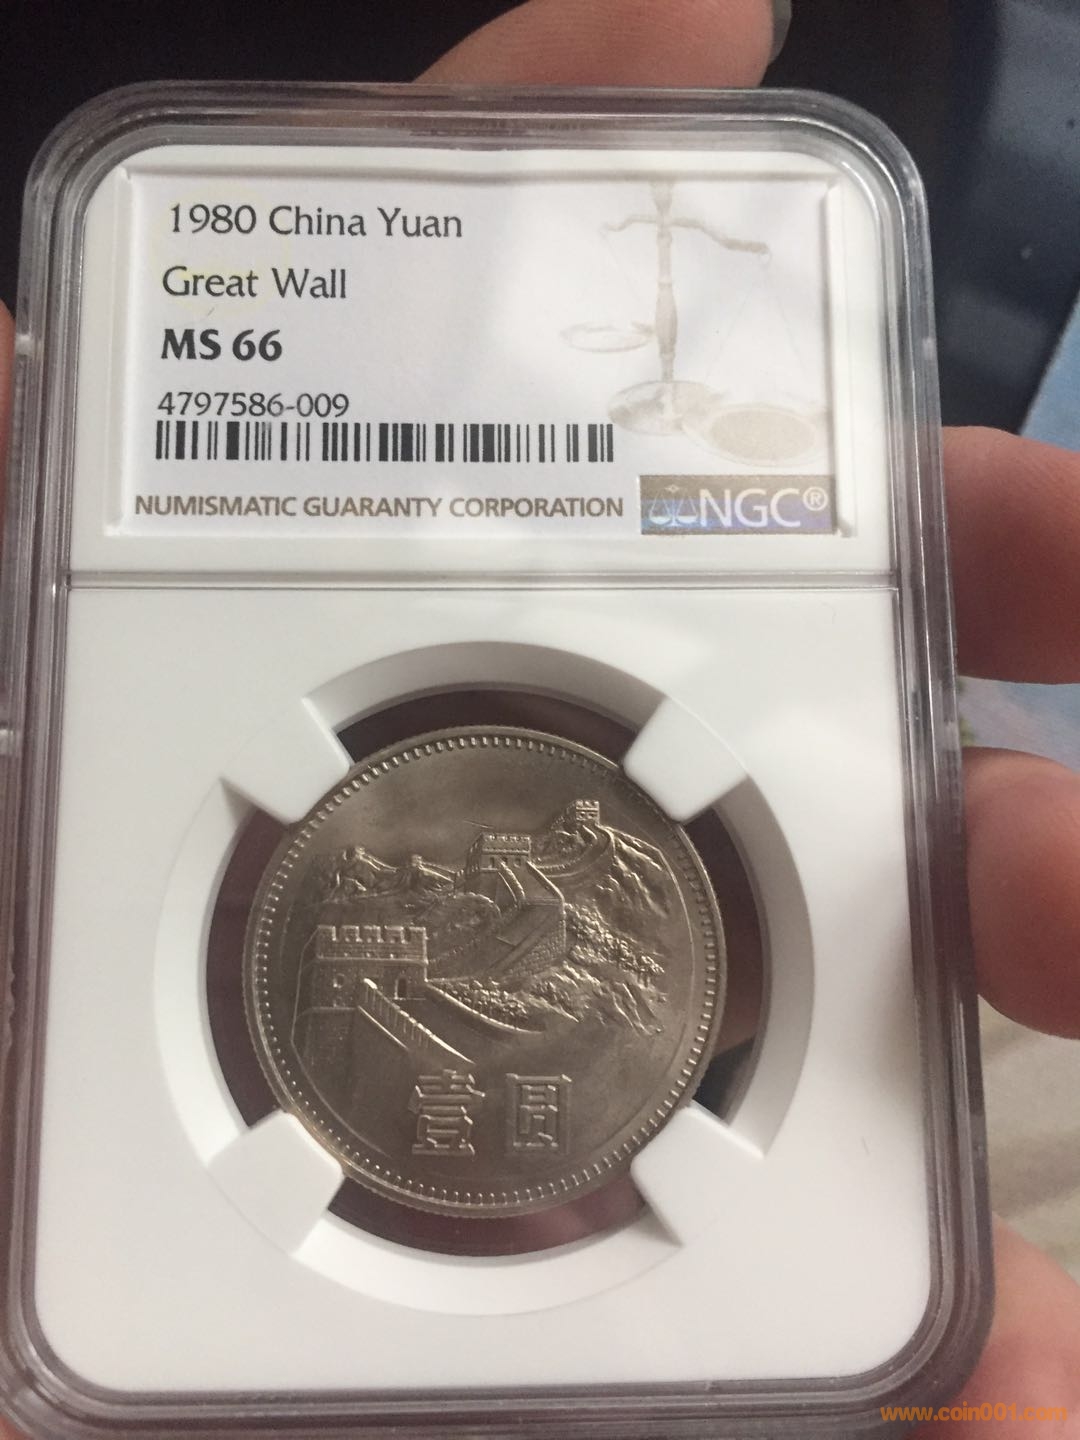 1980 China Yuan
Great Wall
MS 66
4797586-009
NUMISMATIC GUARANTY CORPORATION
NGC®
壹圆
www.coin001.com